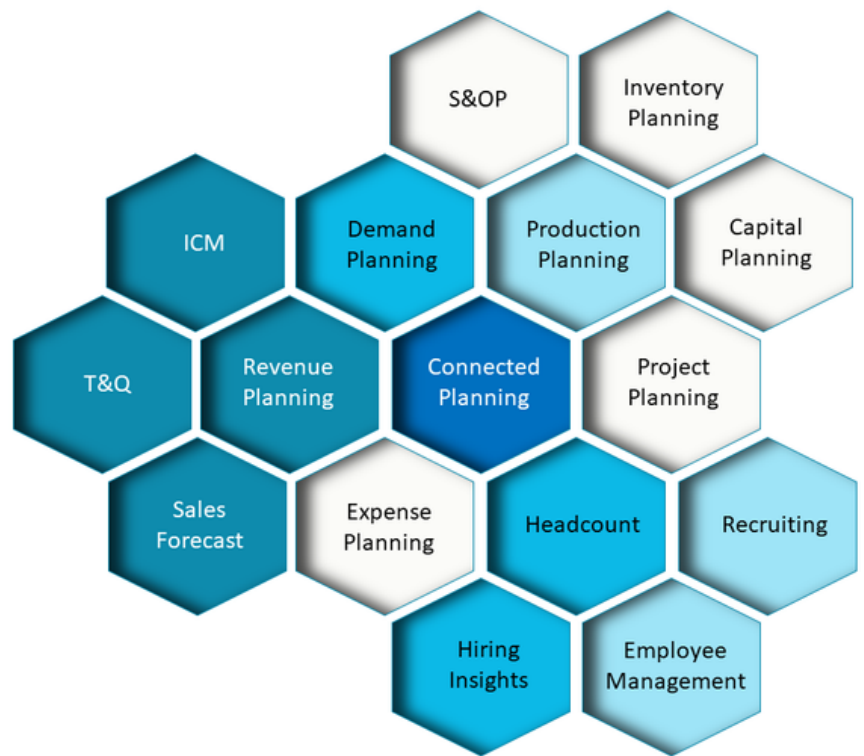 S&OP
Inventory
Planning
ICM
Demand
Planning
Production
Planning
Capital
Planning
T&Q
Revenue
Planning
Connected
Planning
Project
Planning
Sales
Forecast
Expense
Planning
Headcount
Recruiting
Hiring
Insights
Employee
Management